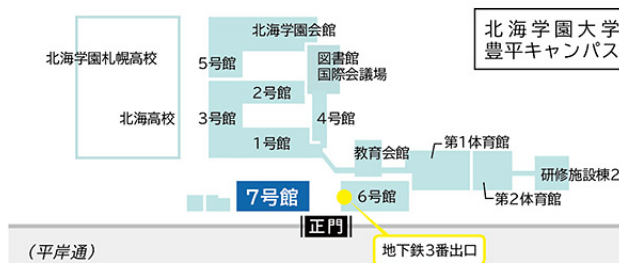 北海学園大学
豊平キャンパス
北海学園会館
図書館
国際会議場
北海学園札幌高校
5号館
2号館
北海高校
3号館
4号館
1号館
教育会館
第1体育館
研修施設棟2
第2体育館
7号館
6号館
正門
地下鉄3番出口
(平岸通)